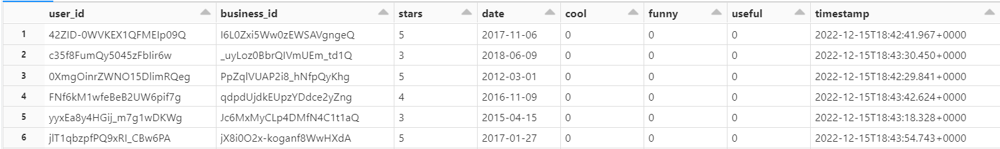 user_id business_id stars date cool funny useful timestamp
1 42ZID-0WVKEX1QFMEIp09Q I6L0Zxi5Ww0zEWSAVgngeQ 5 2017-11-06 0 0 0 2022-12-15T18:42:41.967+0000
2 c35f8FumQy5045zFbIir6w _uyLoz0BbrQIVmUEm_td1Q 3 2018-06-09 0 0 0 2022-12-15T18:43:30.450+0000
3 0XmgOinrZWNO15DlimRQeg PpZqlVUAP2i8_hNfpQyKhg 5 2012-03-01 0 0 0 2022-12-15T18:42:29.841+0000
4 FNf6kM1wfeBeB2UW6pif7g qdpdUjdkEUpzYDdce2yZng 4 2016-11-09 0 0 0 2022-12-15T18:43:42.624+0000
5 yyxEa8y4HGij_m7g1wDKWg Jc6MxMyCLp4DMfN4C1t1aQ 3 2015-04-15 0 0 0 2022-12-15T18:43:18.328+0000
6 jlT1qbzpfPQ9xRI_CBw6PA jX8i0O2x-koganf8WwHXdA 5 2017-01-27 0 0 0 2022-12-15T18:43:54.743+0000